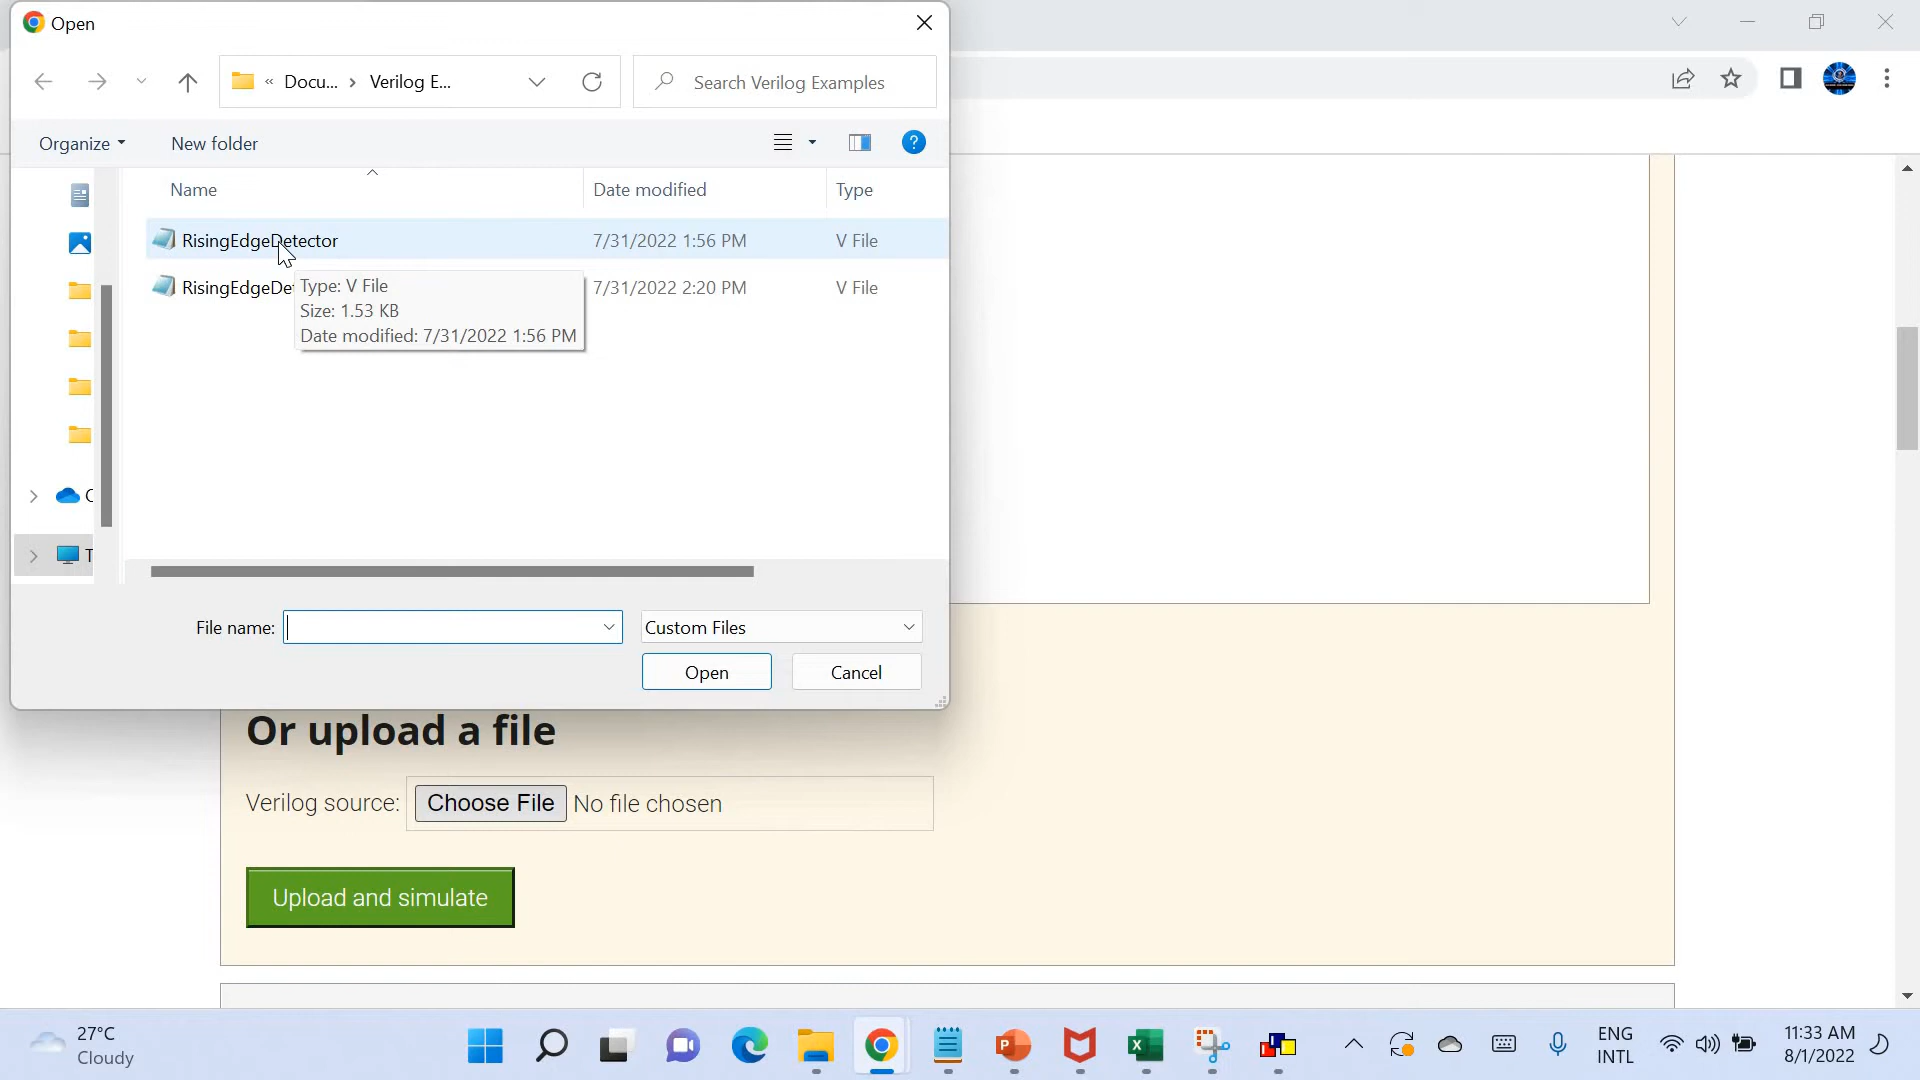 Open
« Docu... › Verilog E...
Search Verilog Examples
Organize
New folder
Name
Date modified
Type
RisingEdgeDetector
7/31/2022 1:56 PM
V File
RisingEdgeDe
7/31/2022 2:20 PM
V File
Type: V File
Size: 1.53 KB
Date modified: 7/31/2022 1:56 PM
File name:
Custom Files
Open
Cancel
Or upload a file
Verilog source:
Choose File
No file chosen
Upload and simulate
27°C
Cloudy
ENG
INTL
11:33 AM
8/1/2022